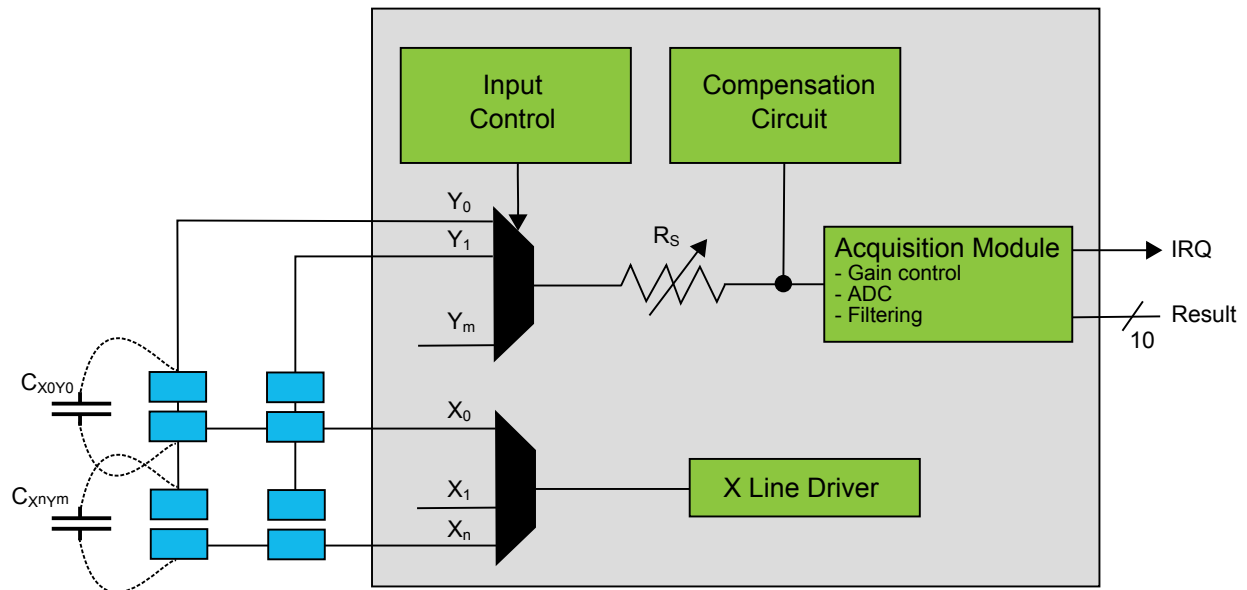 Input
Control
Compensation
Circuit
Y0
Y1
Ym
RS
Acquisition Module
- Gain control
- ADC
- Filtering
IRQ
Result
10
CX0Y0
CXnYm
X0
X1
Xn
X Line Driver